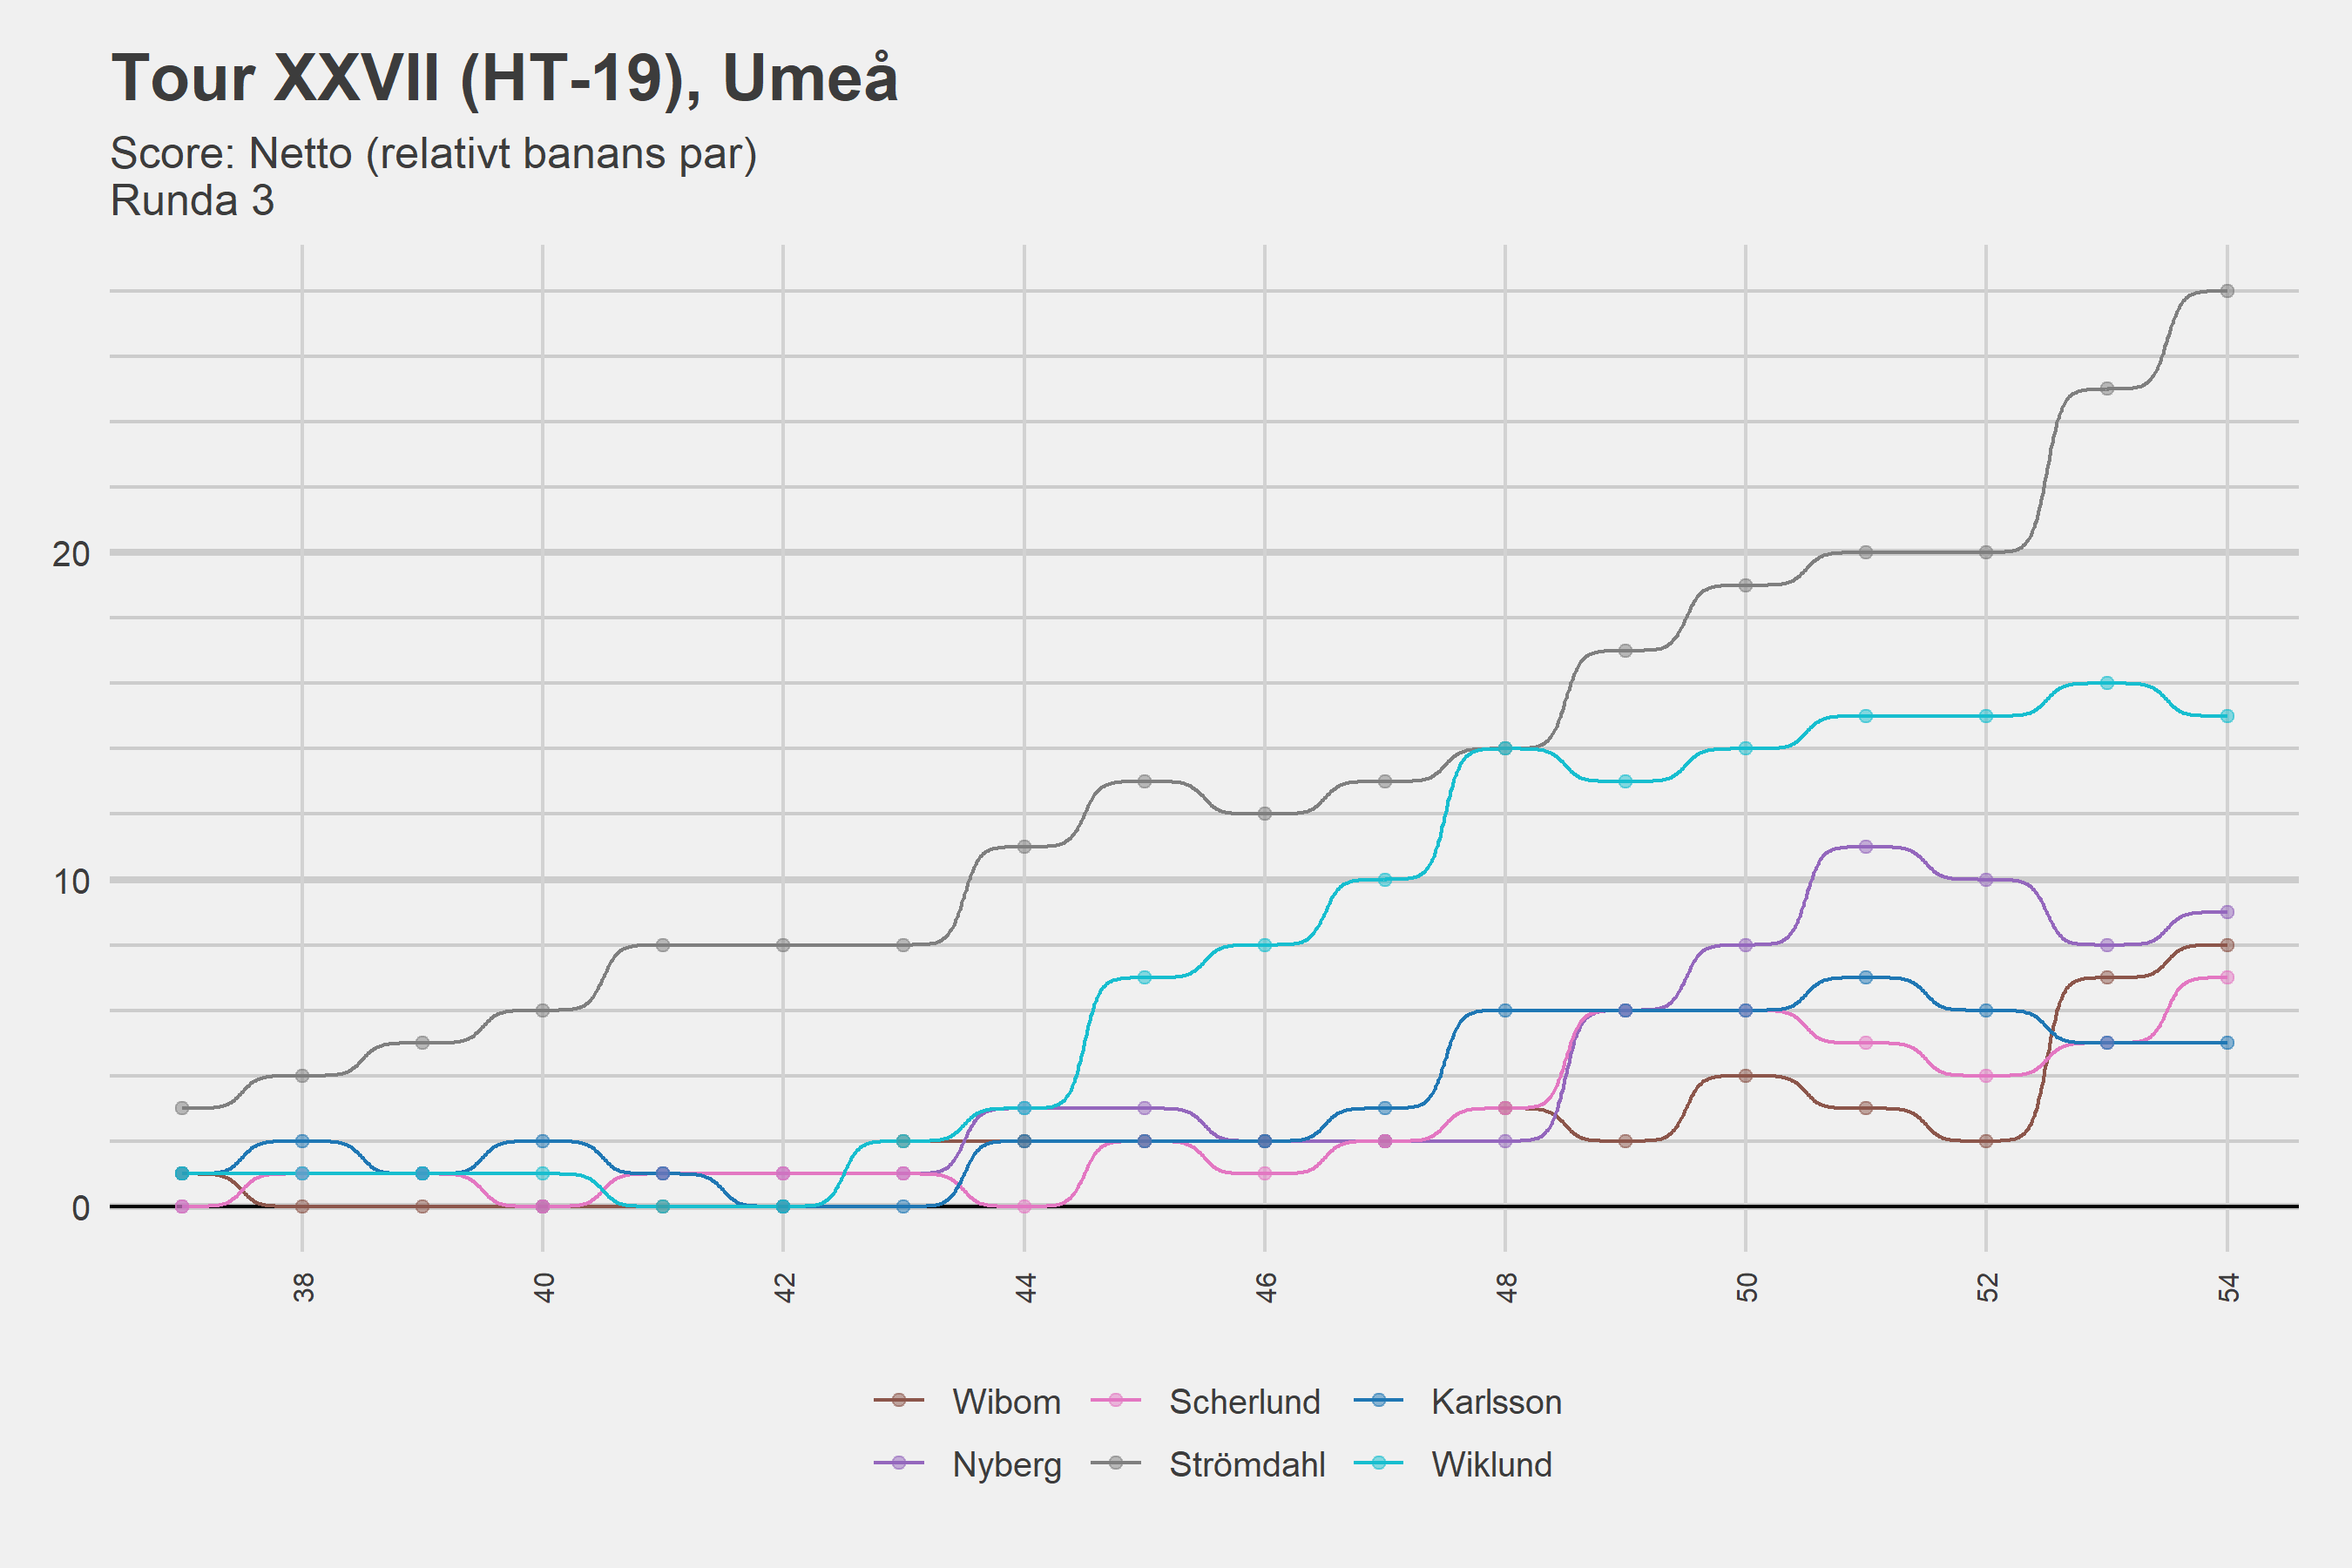 Tour XXVII (HT-19), Umeå
Score: Netto (relativt banans par)
Runda 3
20
10
0
38 40 42 44 46 48 50 52 54
Wibom Scherlund Karlsson
Nyberg Strömdahl Wiklund